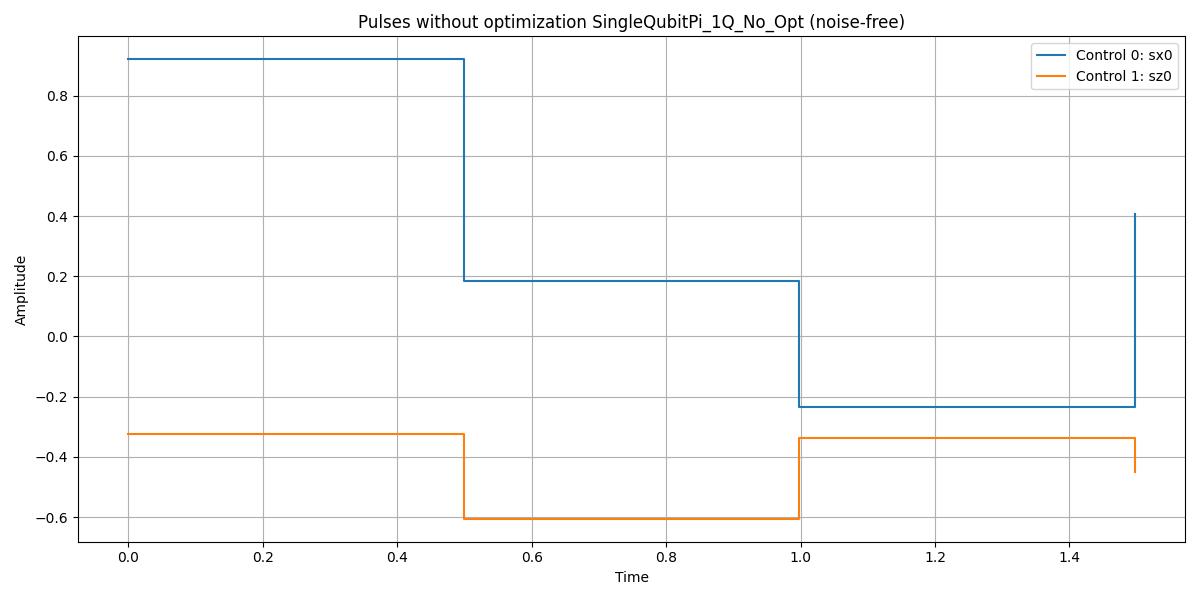 Pulses without optimization SingleQubitPi_1Q_No_Opt (noise-free)
Control 0: sx0
Control 1: sz0
Amplitude
0.8
0.6
0.4
0.2
0.0
−0.2
−0.4
−0.6
0.0 0.2 0.4 0.6 0.8 1.0 1.2 1.4
Time